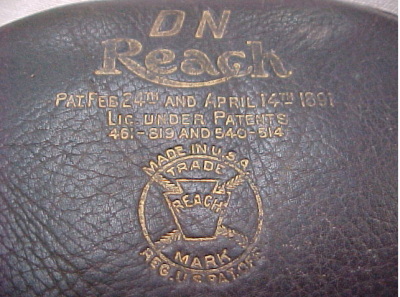 DN
Reach
PAT. FEB. 24TH AND APRIL 14TH 1891
LIC. UNDER PATENTS
461-819 AND 540-514
MADE IN U.S.A.
TRADE
REACH
MARK
REG. U.S. PAT. OFF.